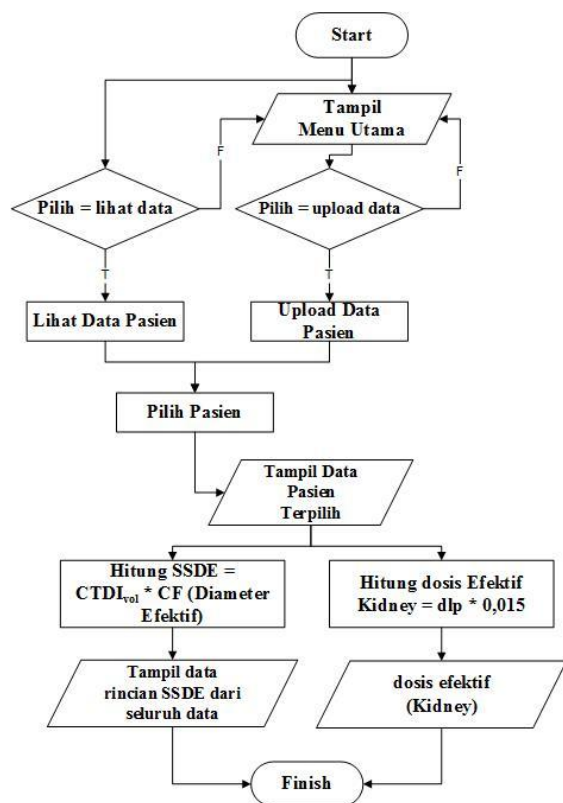 Start
Tampil
Menu Utama
F
F
Pilih = lihat data
Pilih = upload data
T
T
Lihat Data Pasien
Upload Data
Pasien
Pilih Pasien
Tampil Data
Pasien
Terpilih
Hitung SSDE =
CTDIvol * CF (Diameter
Efektif)
Hitung dosis Efektif
Kidney = dlp * 0,015
Tampil data
rincian SSDE dari
seluruh data
dosis efektif
(Kidney)
Finish